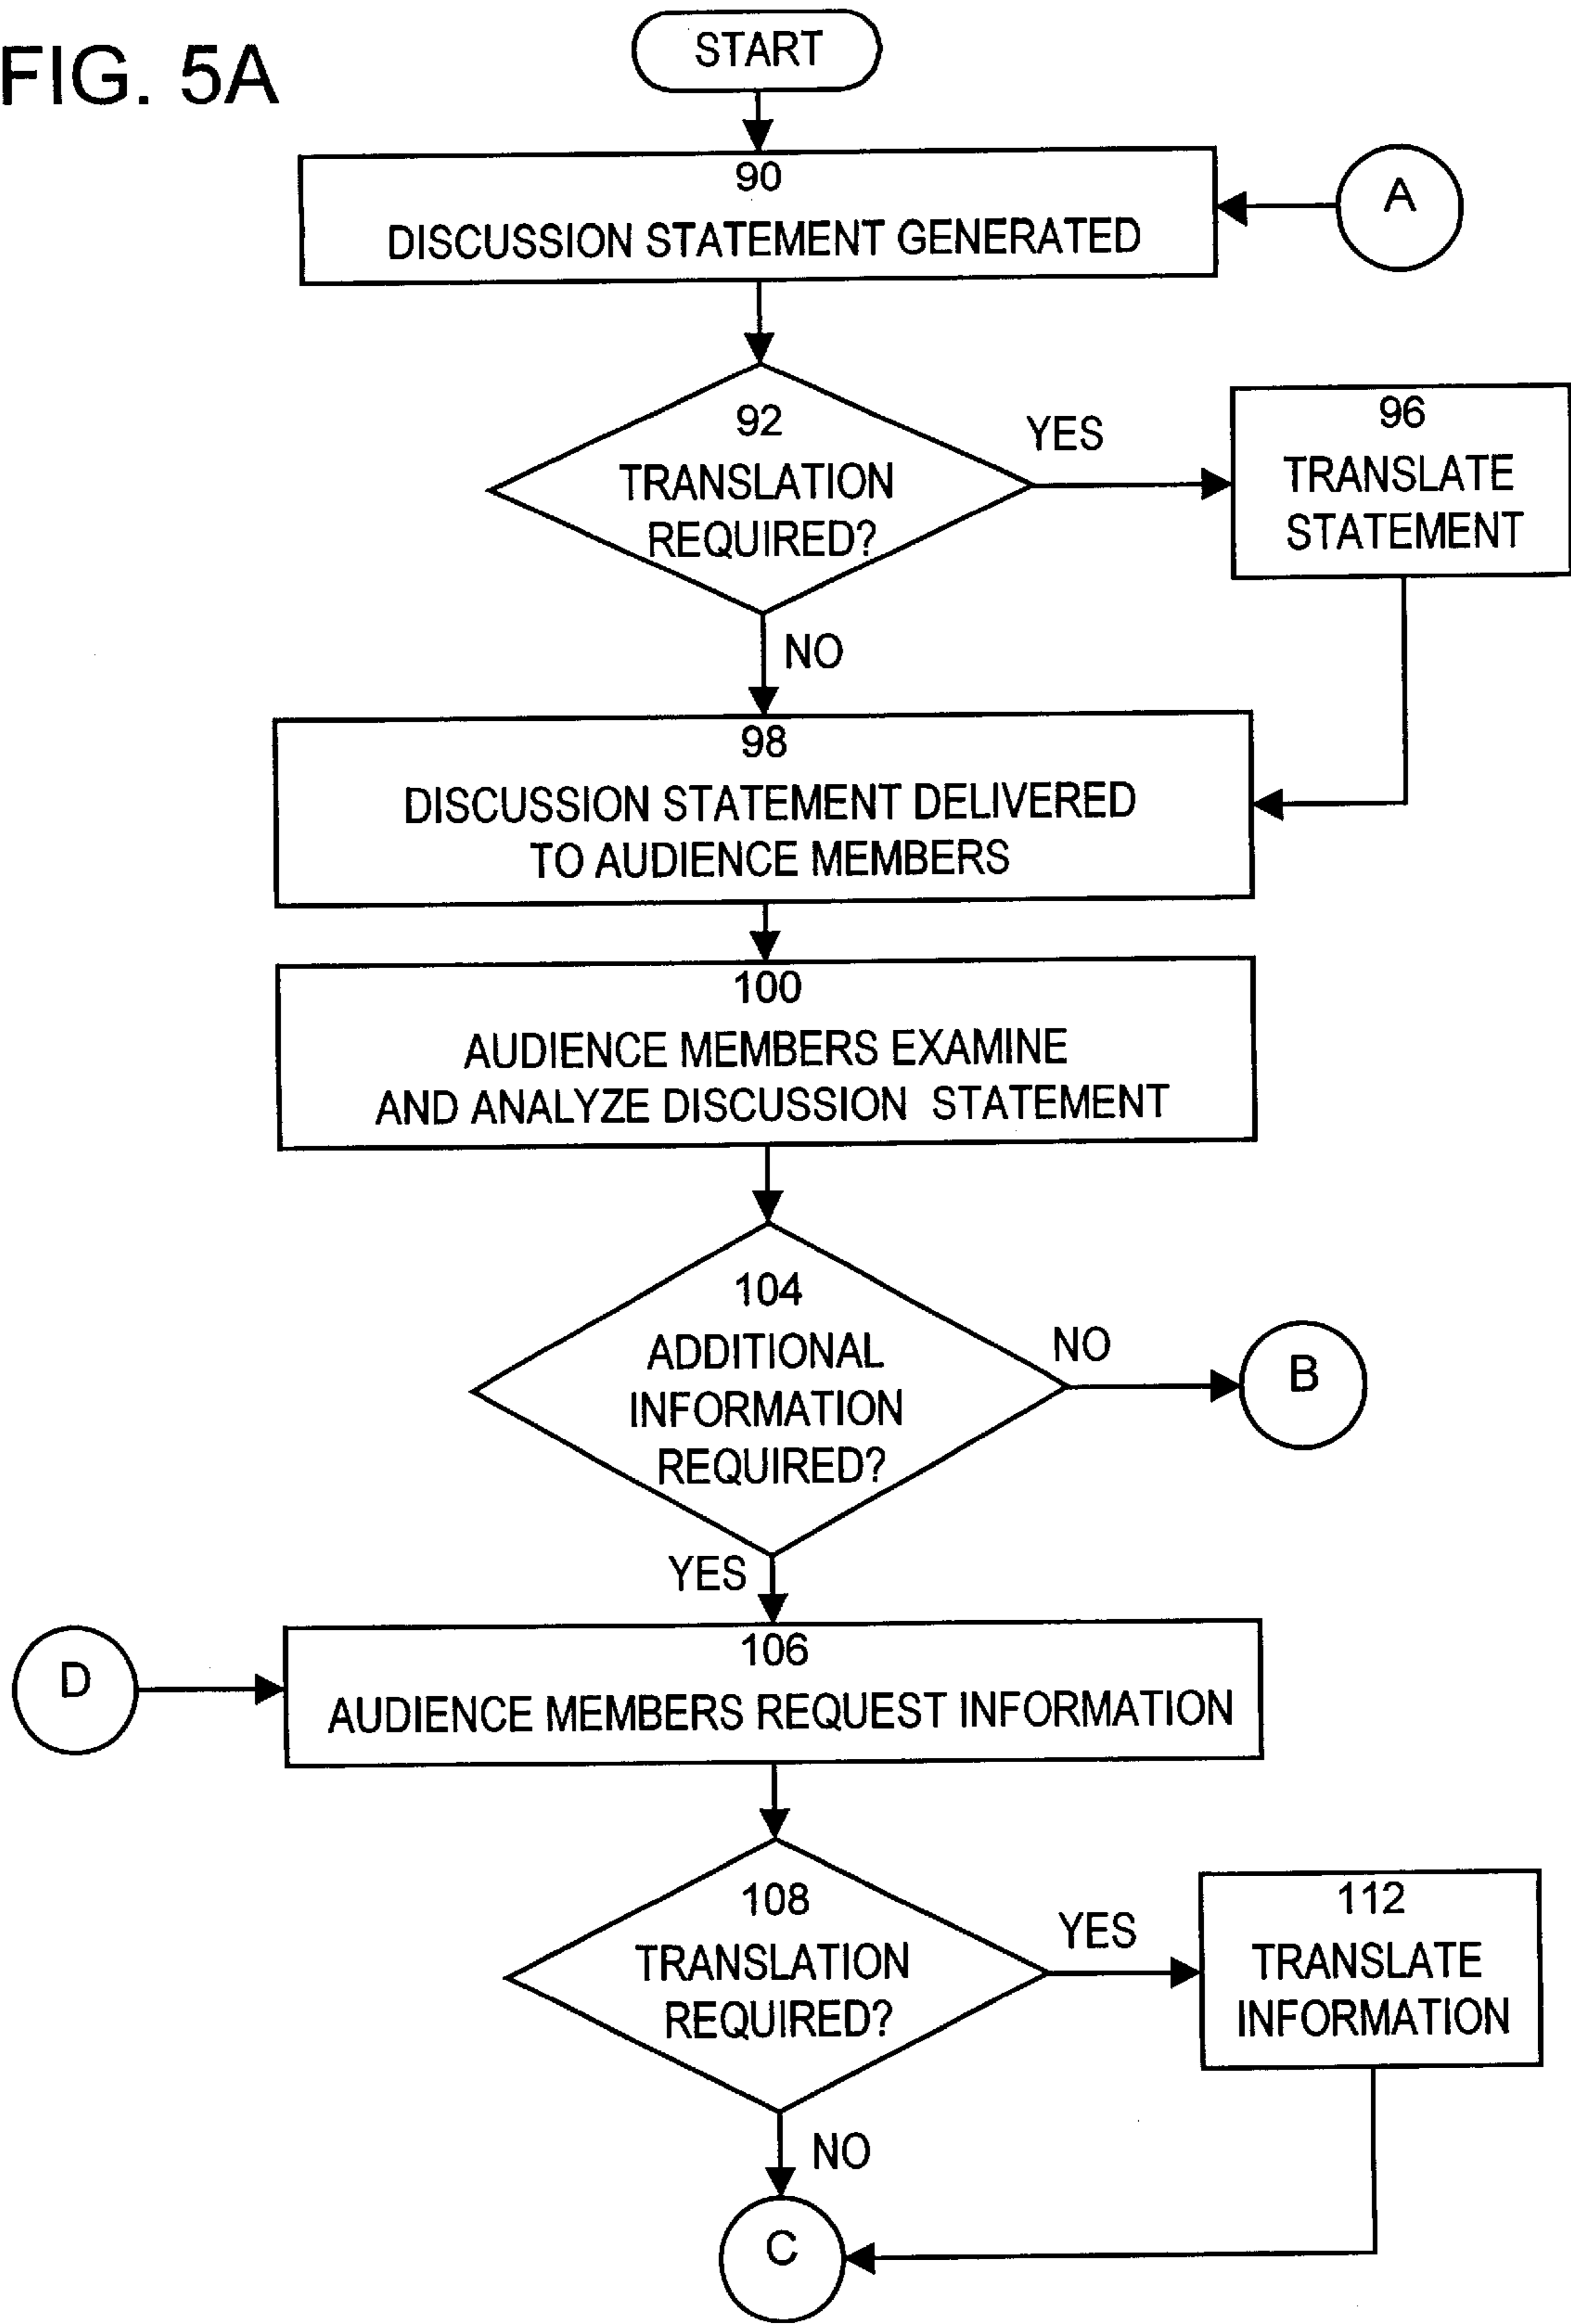 FIG. 5A
START
90
DISCUSSION STATEMENT GENERATED
A
92
TRANSLATION
REQUIRED?
YES
96
TRANSLATE
STATEMENT
NO
98
DISCUSSION STATEMENT DELIVERED
TO AUDIENCE MEMBERS
100
AUDIENCE MEMBERS EXAMINE
AND ANALYZE DISCUSSION STATEMENT
104
ADDITIONAL
INFORMATION
REQUIRED?
NO
B
YES
D
106
AUDIENCE MEMBERS REQUEST INFORMATION
108
TRANSLATION
REQUIRED?
YES
112
TRANSLATE
INFORMATION
NO
C